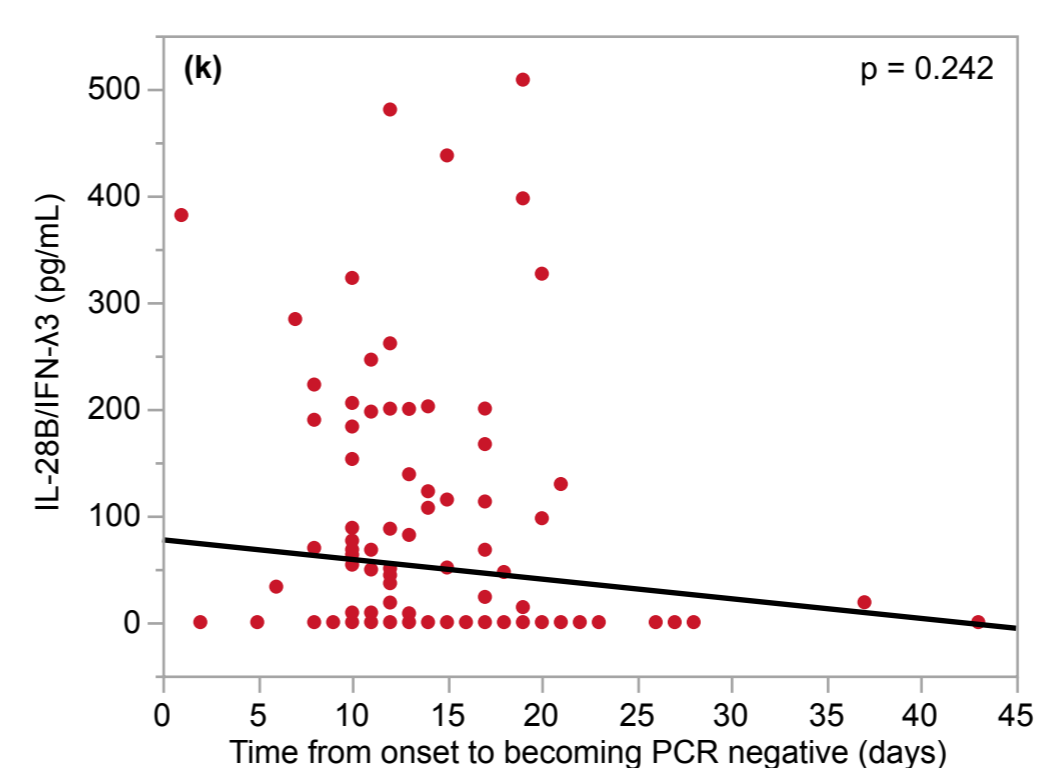 (k)
p = 0.242
500
400
300
200
100
0
IL-28B/IFN-λ3 (pg/mL)
0 5 10 15 20 25 30 35 40 45
Time from onset to becoming PCR negative (days)